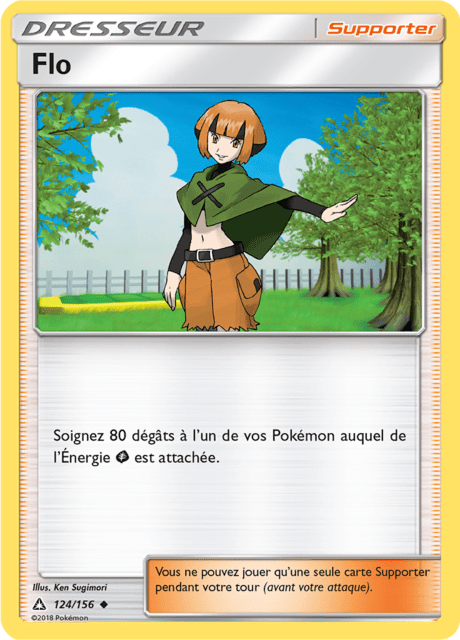 DRESSEUR
Supporter
Flo
Soignez 80 dégâts à l'un de vos Pokémon auquel de
l'Énergie est attachée.
Vous ne pouvez jouer qu'une seule carte Supporter
pendant votre tour (avant votre attaque).
Illus. Ken Sugimori
124/156
©2018 Pokémon